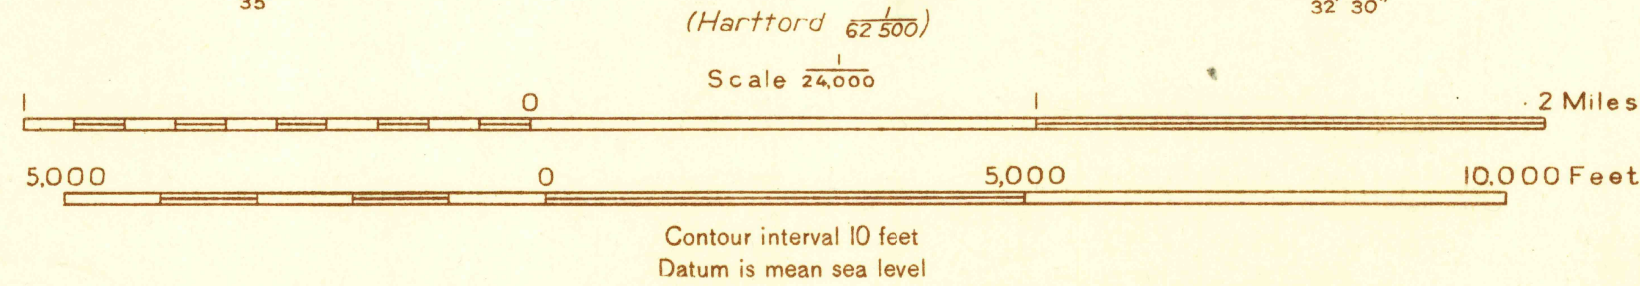 35' 32' 30"
(Hartford 1/62 500)
Scale 1/24,000
1 0 1 2 Miles
5,000 0 5,000 10,000 Feet
Contour interval 10 feet
Datum is mean sea level